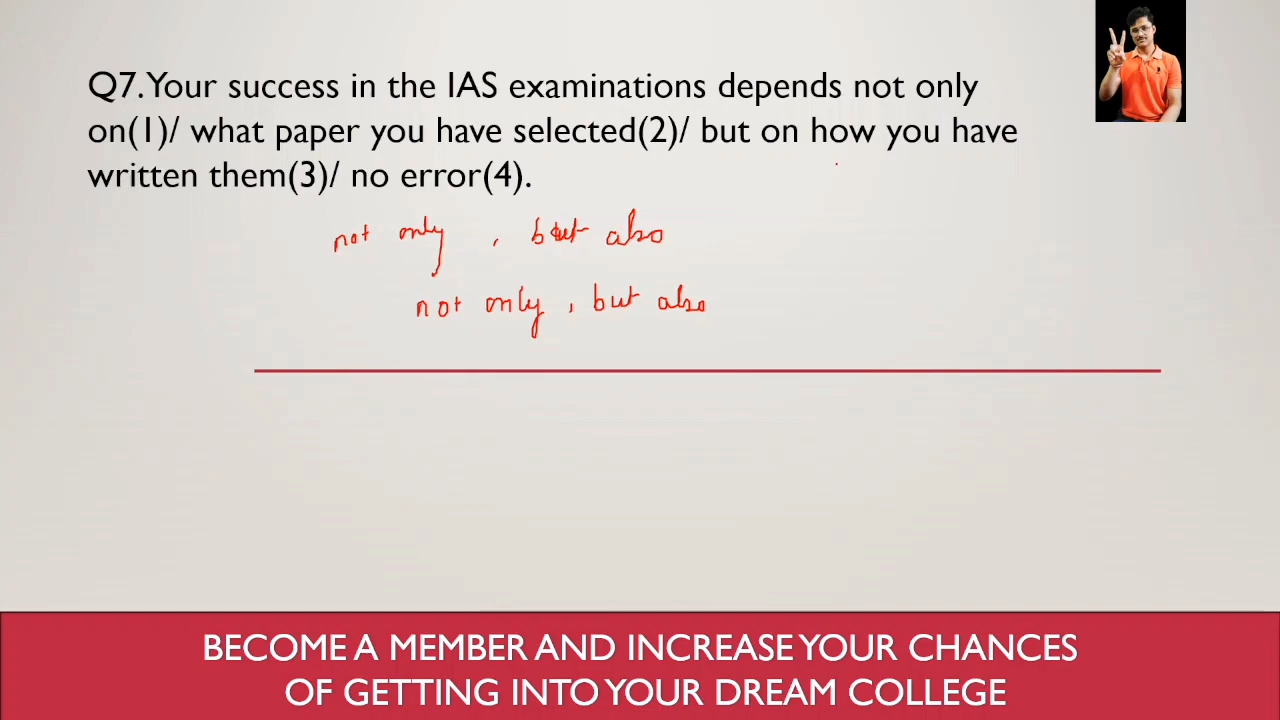 Q7. Your success in the IAS examinations depends not only
on(1)/ what paper you have selected(2)/ but on how you have
written them(3)/ no error(4).
not only , but also
not only , but also
BECOME A MEMBER AND INCREASE YOUR CHANCES
OF GETTING INTO YOUR DREAM COLLEGE